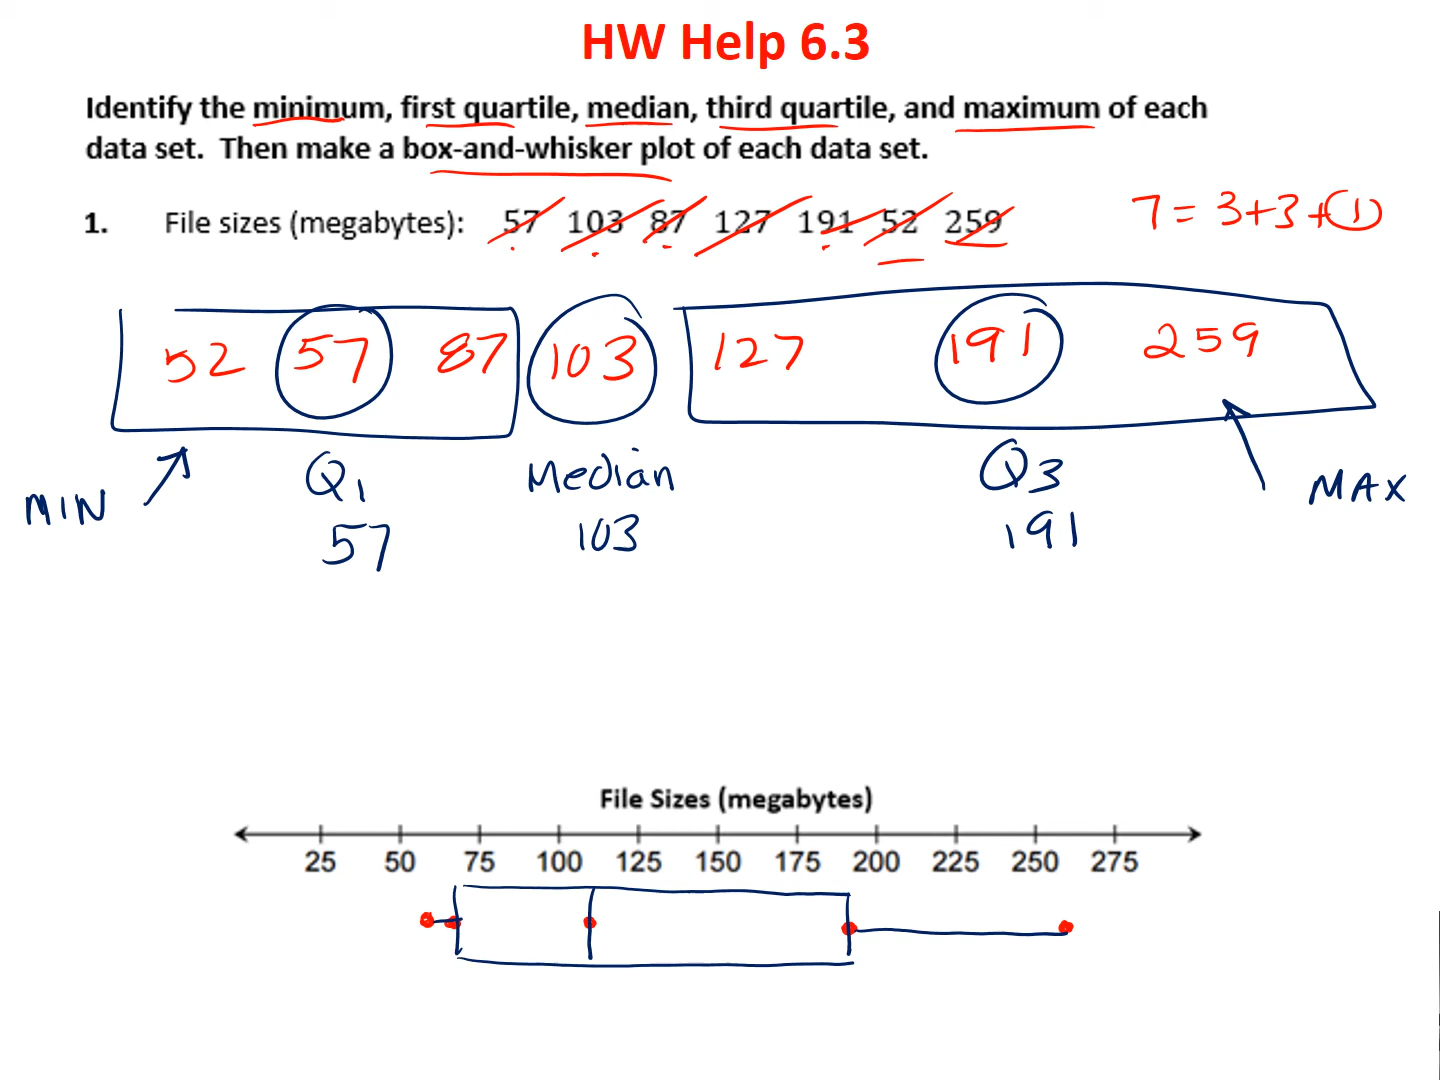 HW Help 6.3
Identify the minimum, first quartile, median, third quartile, and maximum of each
data set. Then make a box-and-whisker plot of each data set.
1. File sizes (megabytes): 57 103 87 127 191 52 259 7 = 3+3+(1)
52 57 87 103 127 191 259
MIN Q1 Median Q3 MAX
57 103 191
File Sizes (megabytes)
25 50 75 100 125 150 175 200 225 250 275